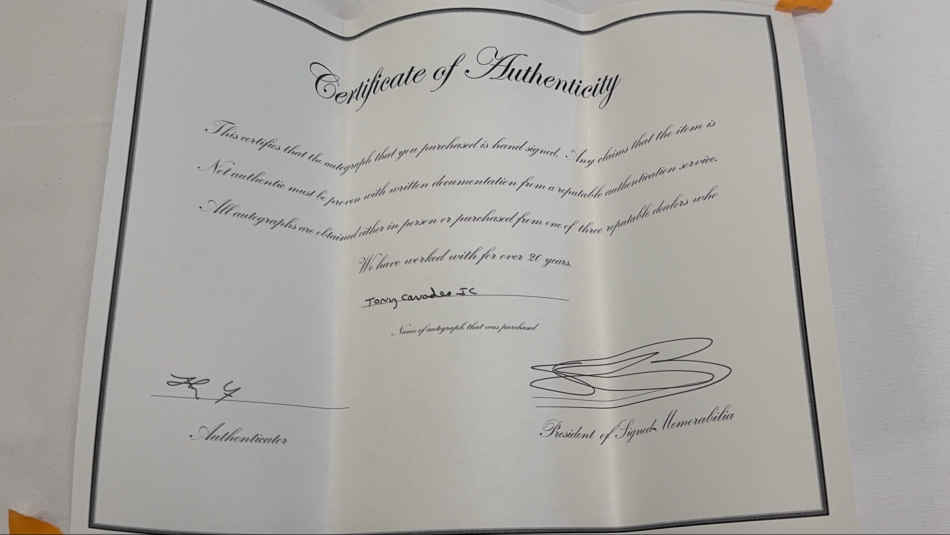 Certificate of Authenticity
This certifies that the autograph that you purchased is hand signed. Any claims that the item is
Not authentic must be proven with written documentation from a reputable authentication service.
All autographs are obtained either in person or purchased from one of three reputable dealers who
We have worked with for over 20 years.
Name of autograph that was purchased
Authenticator
President of Signed Memorabilia